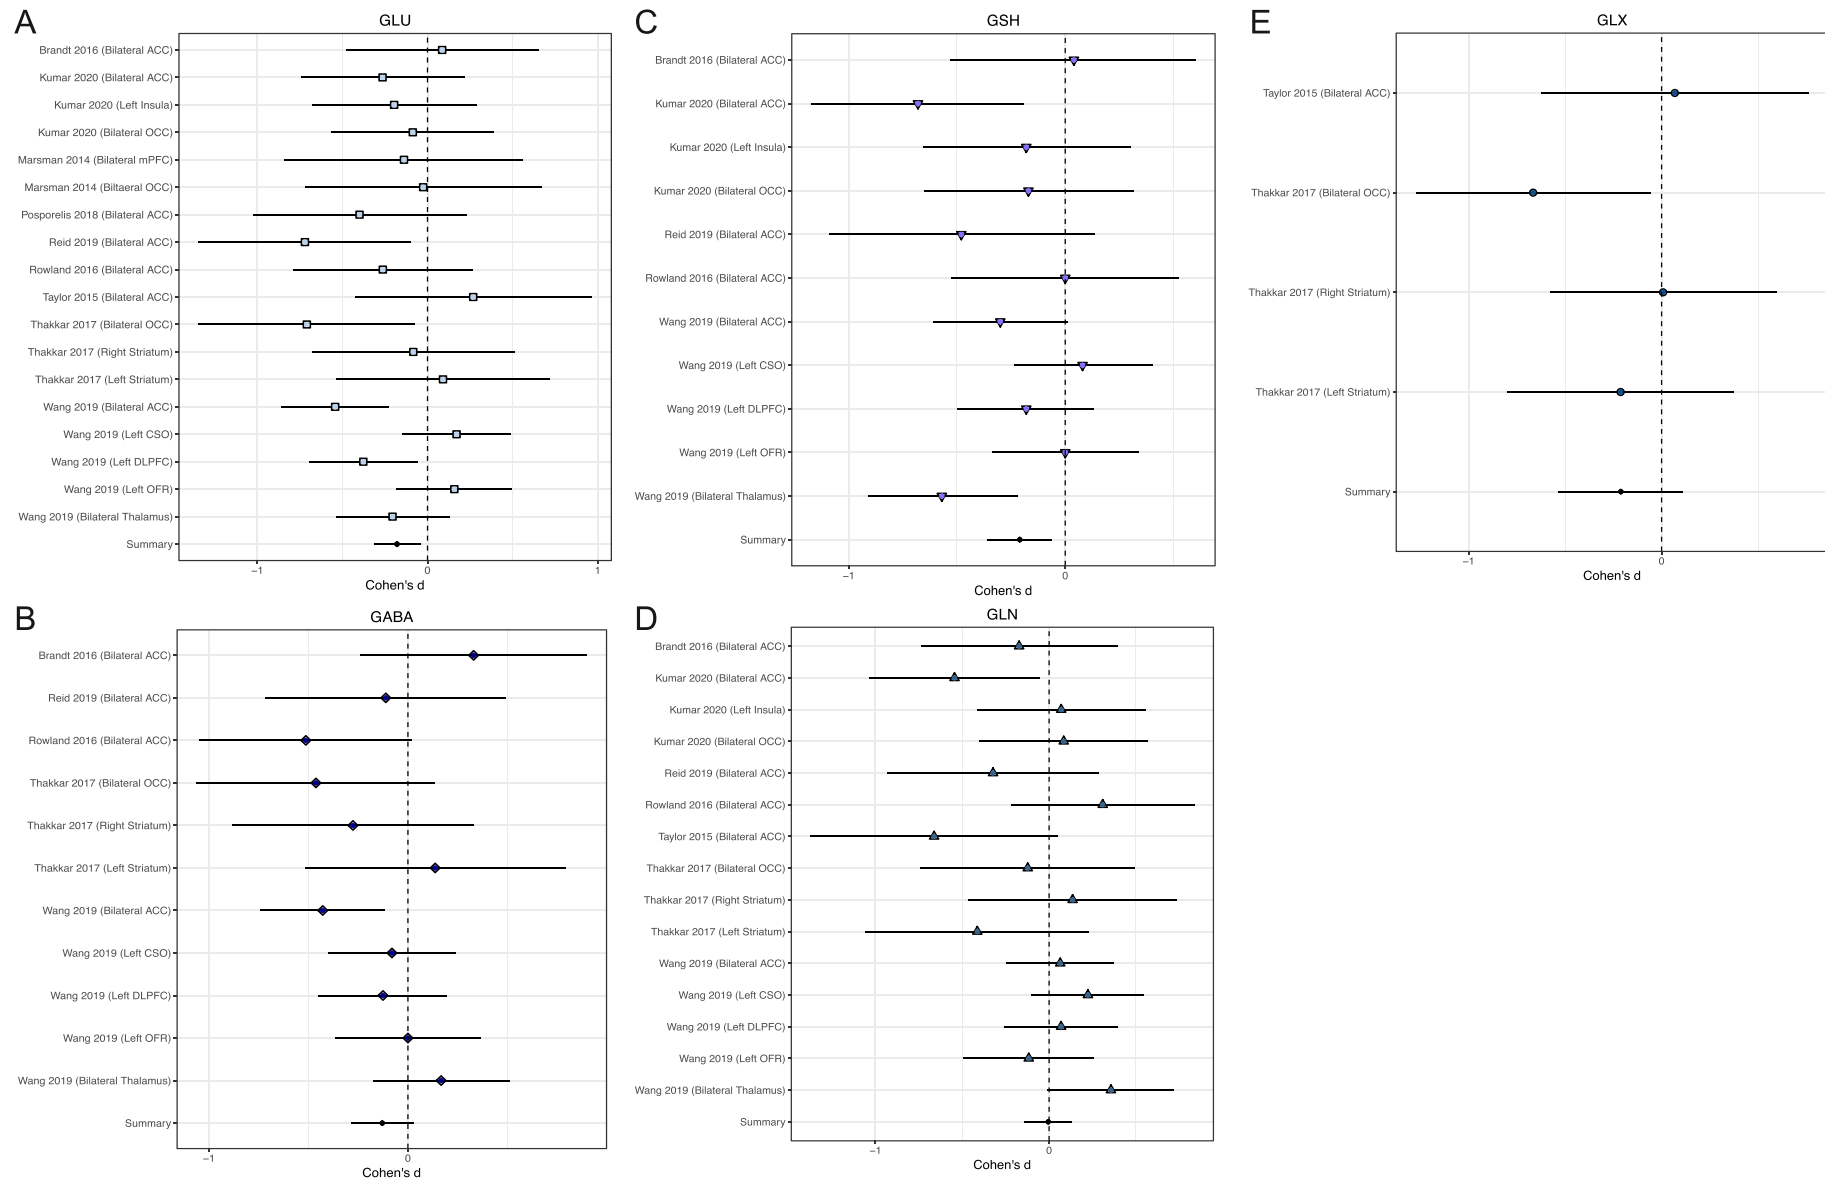 A
GLU
Brandt 2016 (Bilateral ACC)
Kumar 2020 (Bilateral ACC)
Kumar 2020 (Left Insula)
Kumar 2020 (Bilateral OCC)
Marsman 2014 (Bilateral mPFC)
Marsman 2014 (Biltaeral OCC)
Posporelis 2018 (Bilateral ACC)
Reid 2019 (Bilateral ACC)
Rowland 2016 (Bilateral ACC)
Taylor 2015 (Bilateral ACC)
Thakkar 2017 (Bilateral OCC)
Thakkar 2017 (Right Striatum)
Thakkar 2017 (Left Striatum)
Wang 2019 (Bilateral ACC)
Wang 2019 (Left CSO)
Wang 2019 (Left DLPFC)
Wang 2019 (Left OFR)
Wang 2019 (Bilateral Thalamus)
Summary
−1 0 1
Cohen's d
B
GABA
Brandt 2016 (Bilateral ACC)
Reid 2019 (Bilateral ACC)
Rowland 2016 (Bilateral ACC)
Thakkar 2017 (Bilateral OCC)
Thakkar 2017 (Right Striatum)
Thakkar 2017 (Left Striatum)
Wang 2019 (Bilateral ACC)
Wang 2019 (Left CSO)
Wang 2019 (Left DLPFC)
Wang 2019 (Left OFR)
Wang 2019 (Bilateral Thalamus)
Summary
−1 0
Cohen's d
C
GSH
Brandt 2016 (Bilateral ACC)
Kumar 2020 (Bilateral ACC)
Kumar 2020 (Left Insula)
Kumar 2020 (Bilateral OCC)
Reid 2019 (Bilateral ACC)
Rowland 2016 (Bilateral ACC)
Wang 2019 (Bilateral ACC)
Wang 2019 (Left CSO)
Wang 2019 (Left DLPFC)
Wang 2019 (Left OFR)
Wang 2019 (Bilateral Thalamus)
Summary
−1 0
Cohen's d
D
GLN
Brandt 2016 (Bilateral ACC)
Kumar 2020 (Bilateral ACC)
Kumar 2020 (Left Insula)
Kumar 2020 (Bilateral OCC)
Reid 2019 (Bilateral ACC)
Rowland 2016 (Bilateral ACC)
Taylor 2015 (Bilateral ACC)
Thakkar 2017 (Bilateral OCC)
Thakkar 2017 (Right Striatum)
Thakkar 2017 (Left Striatum)
Wang 2019 (Bilateral ACC)
Wang 2019 (Left CSO)
Wang 2019 (Left DLPFC)
Wang 2019 (Left OFR)
Wang 2019 (Bilateral Thalamus)
Summary
−1 0
Cohen's d
E
GLX
Taylor 2015 (Bilateral ACC)
Thakkar 2017 (Bilateral OCC)
Thakkar 2017 (Right Striatum)
Thakkar 2017 (Left Striatum)
Summary
−1 0
Cohen's d